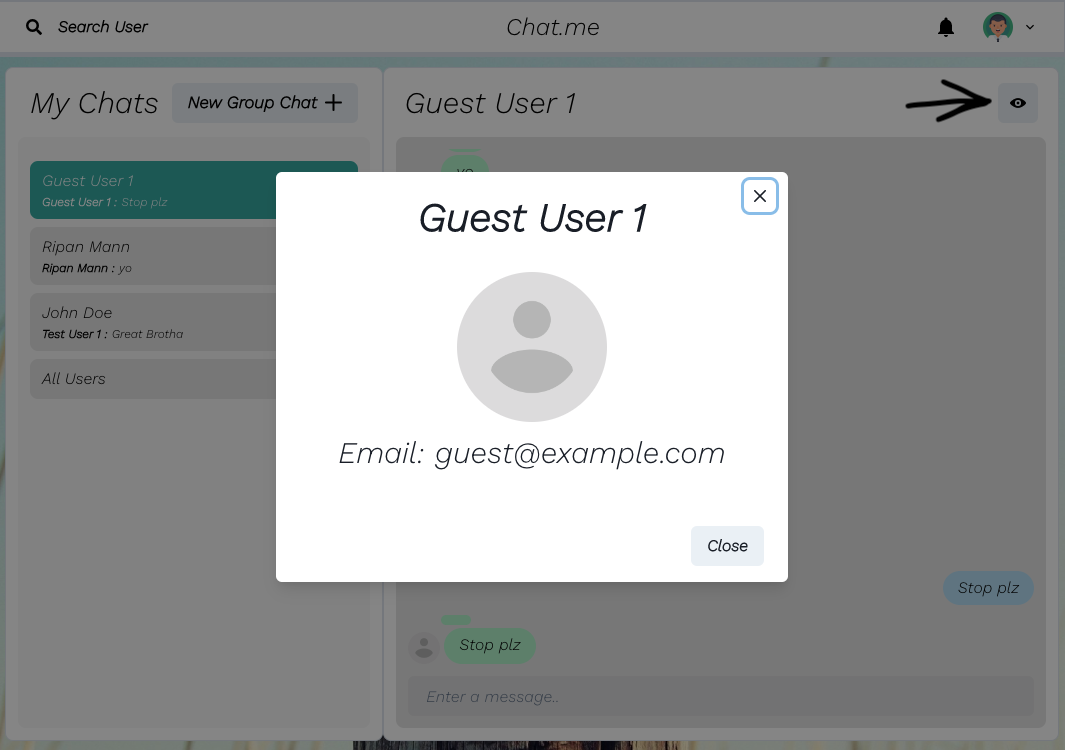 Search User
Chat.me
My Chats
New Group Chat
Guest User 1
Guest User 1
Guest User 1 : Stop plz
Ripan Mann
Ripan Mann : yo
John Doe
Test User 1 : Great Brotha
All Users
yo
Guest User 1
Email: guest@example.com
Close
Stop plz
Stop plz
Enter a message..